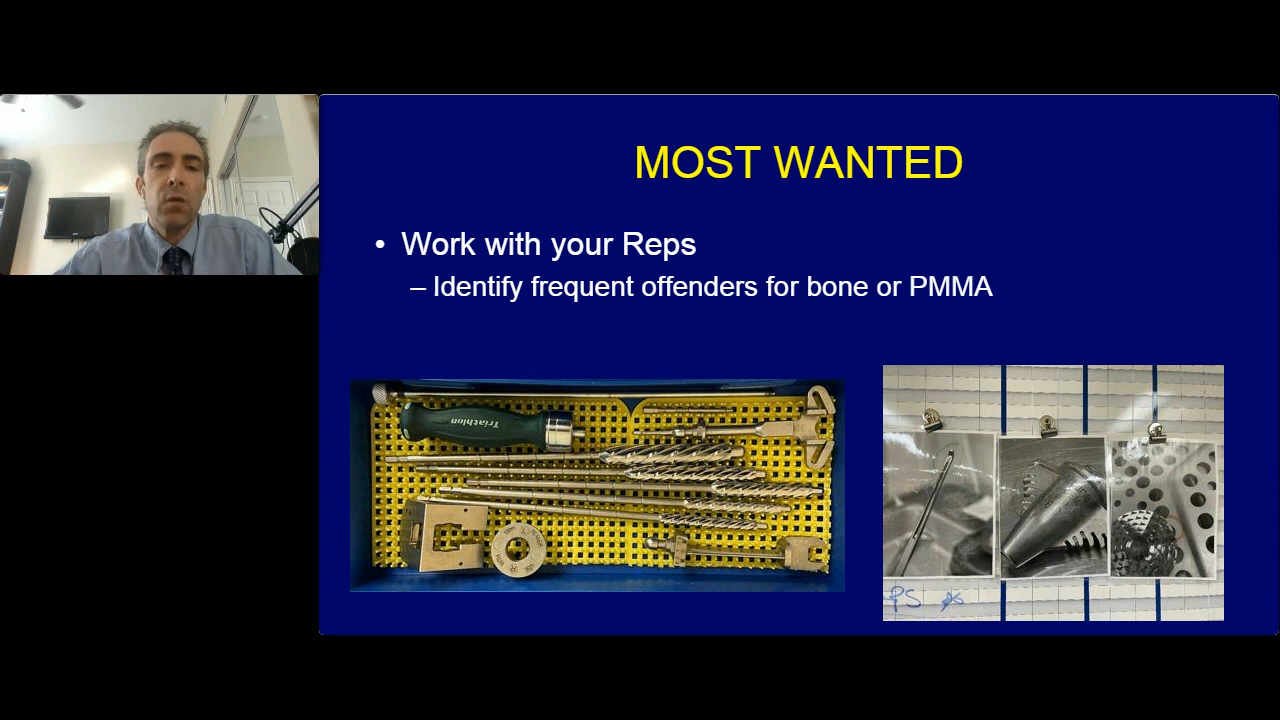 MOST WANTED
• Work with your Reps
– Identify frequent offenders for bone or PMMA
Triathlon
PS